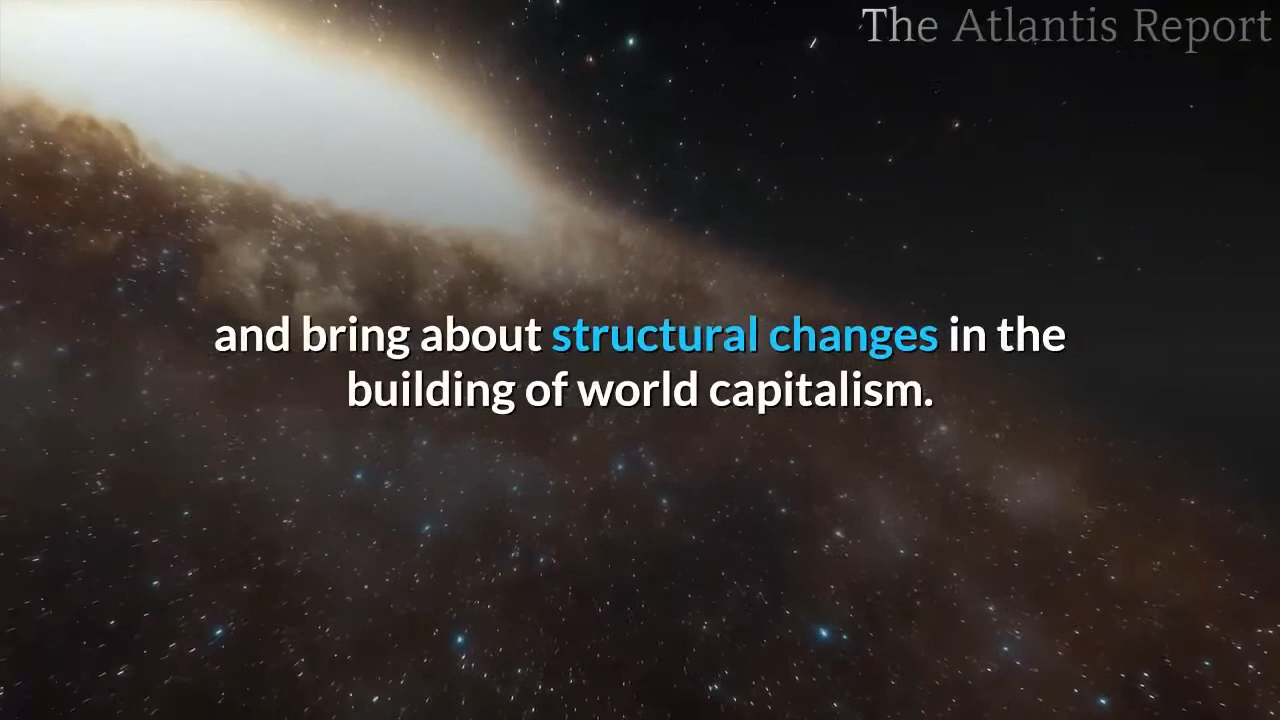 The Atlantis Report
and bring about structural changes in the
building of world capitalism.